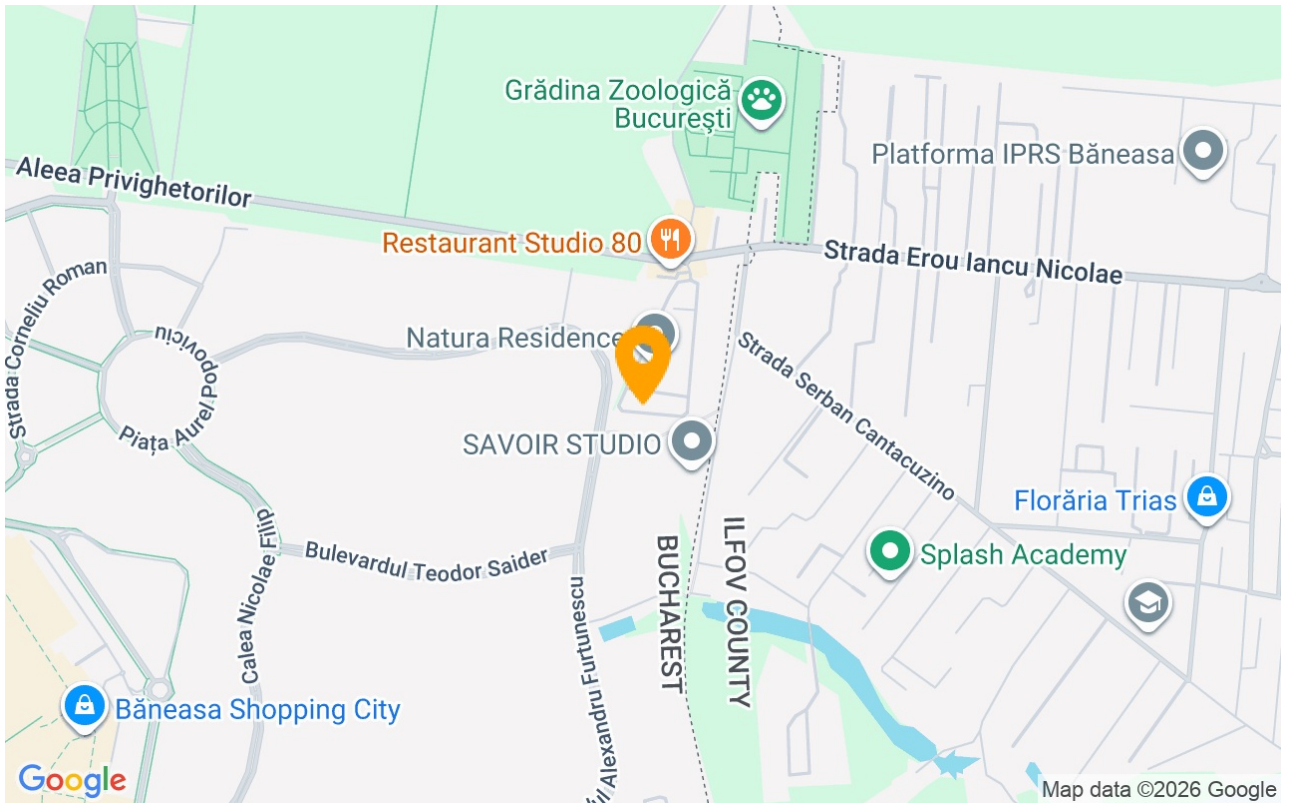 Grădina Zoologică
Bucureşti
Platforma IPRS Băneasa
Aleea Privighetorilor
Restaurant Studio 80
Strada Erou Iancu Nicolae
Strada Corneliu Roman
Natura Residence
Piața Aurel Popoviciu
Strada Serban Cantacuzino
SAVOIR STUDIO
Florăria Trias
Bulevardul Teodor Saider
Calea Nicolae Filip
BUCHAREST
ILFOV COUNTY
Splash Academy
Alexandru Furtunescu
Băneasa Shopping City
Google
Map data ©2026 Google